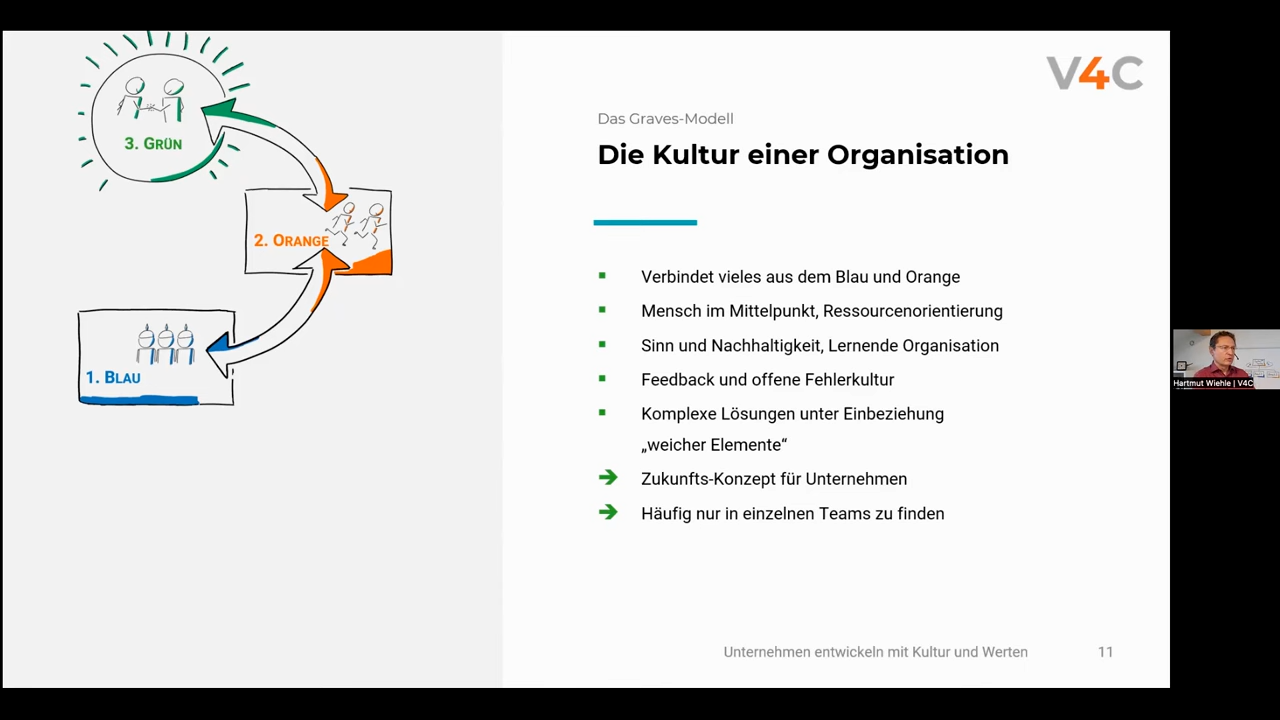 3. GRÜN
2. ORANGE
1. BLAU
V4C
Das Graves-Modell
Die Kultur einer Organisation
Verbindet vieles aus dem Blau und Orange
Mensch im Mittelpunkt, Ressourcenorientierung
Sinn und Nachhaltigkeit, Lernende Organisation
Feedback und offene Fehlerkultur
Komplexe Lösungen unter Einbeziehung
„weicher Elemente“
Zukunfts-Konzept für Unternehmen
Häufig nur in einzelnen Teams zu finden
Unternehmen entwickeln mit Kultur und Werten
11
Hartmut Wiehle | V4C